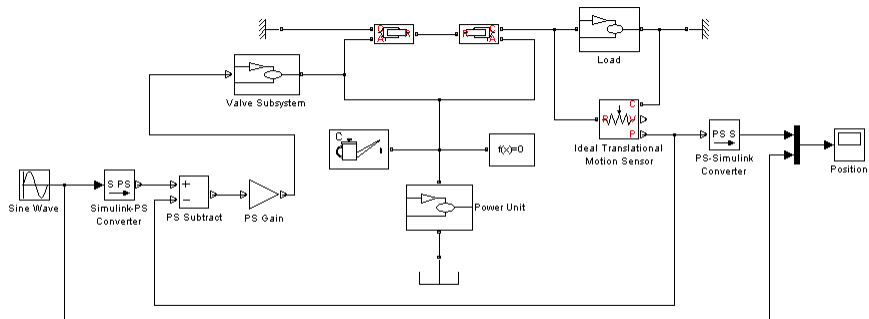 C
R
A
R
C
A
Load
Valve Subsystem
C
R
V
P
Ideal Translational
Motion Sensor
C
f(x)=0
PS S
PS-Simulink
Converter
Position
Sine Wave
S PS
Simulink-PS
Converter
+
−
PS Subtract
PS Gain
Power Unit